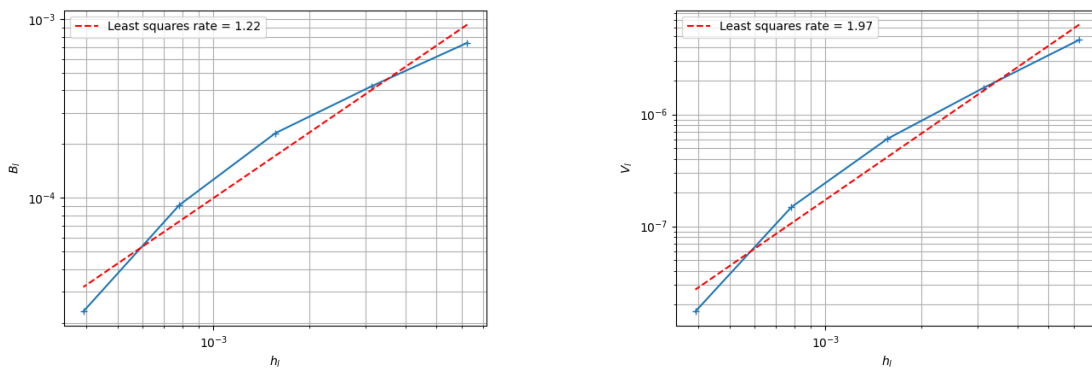 10⁻³
Least squares rate = 1.22
B_l
10⁻⁴
10⁻³
h_l
Least squares rate = 1.97
10⁻⁶
V_l
10⁻⁷
10⁻³
h_l